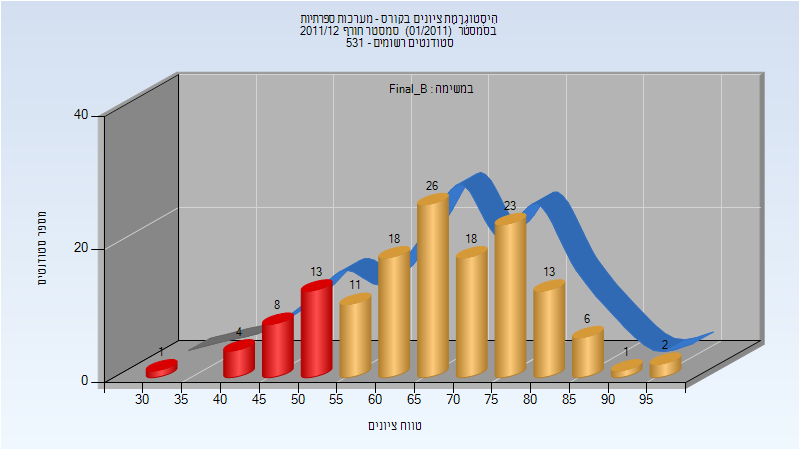 היסטוגרמת ציונים בקורס - מערכות ספרתיות
בסמסטר (01/2011) סמסטר חורף 2011/12
סטודנטים רשומים - 531
במשימה : Final_B
40
20
0
מספר סטודנטים
1
4
8
13
11
18
26
18
23
13
6
1
2
30 35 40 45 50 55 60 65 70 75 80 85 90 95
טווח ציונים